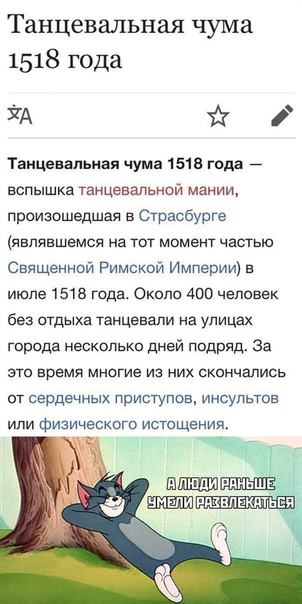 Танцевальная чума
1518 года
Танцевальная чума 1518 года —
вспышка танцевальной мании,
произошедшая в Страсбурге
(являвшемся на тот момент частью
Священной Римской Империи) в
июле 1518 года. Около 400 человек
без отдыха танцевали на улицах
города несколько дней подряд. За
это время многие из них скончались
от сердечных приступов, инсультов
или физического истощения.
А ЛЮДИ РАНЬШЕ
УМЕЛИ РАЗВЛЕКАТЬСЯ